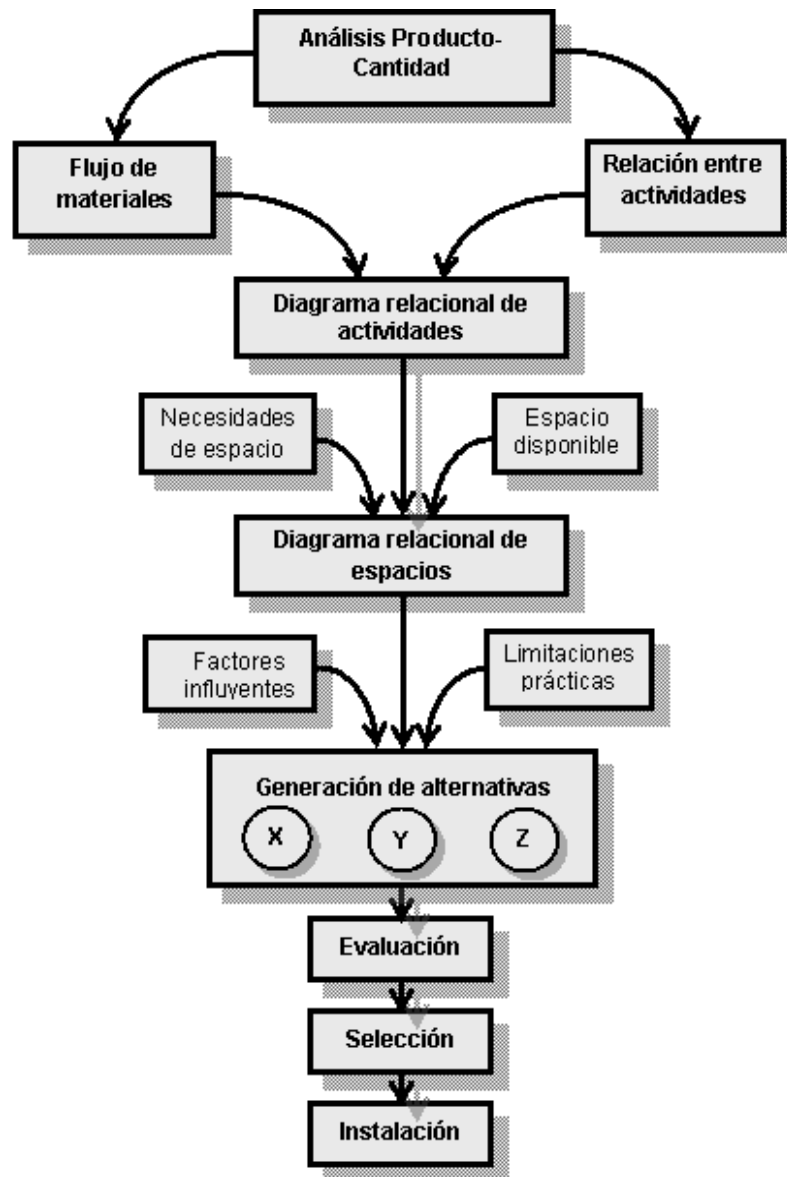 Análisis Producto-
Cantidad
Flujo de
materiales
Relación entre
actividades
Diagrama relacional de
actividades
Necesidades
de espacio
Espacio
disponible
Diagrama relacional de
espacios
Factores
influyentes
Limitaciones
prácticas
Generación de alternativas
X
Y
Z
Evaluación
Selección
Instalación